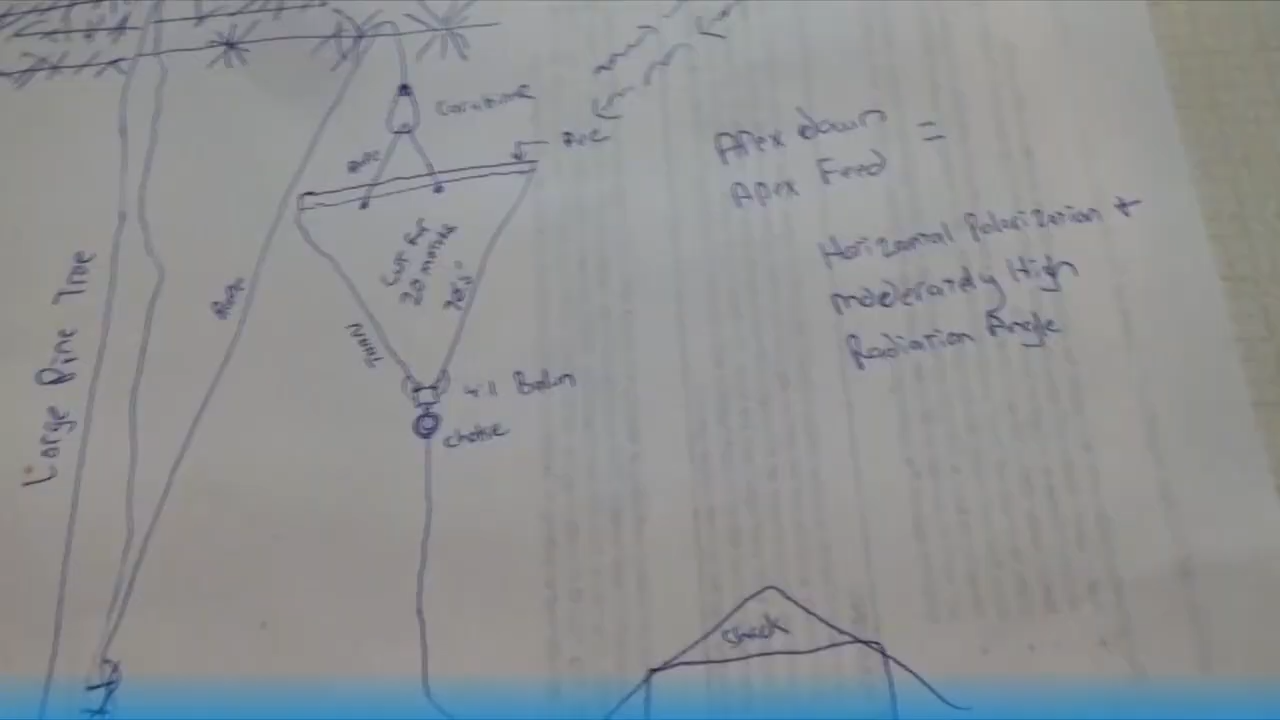 Large Pine Tree
Rope
PVC
Apex down =
Apex Feed
Horizontal Polarization +
moderately High
Radiation Angle
Cut For
20 meters
THHN
4:1 Balun
choke
Shack